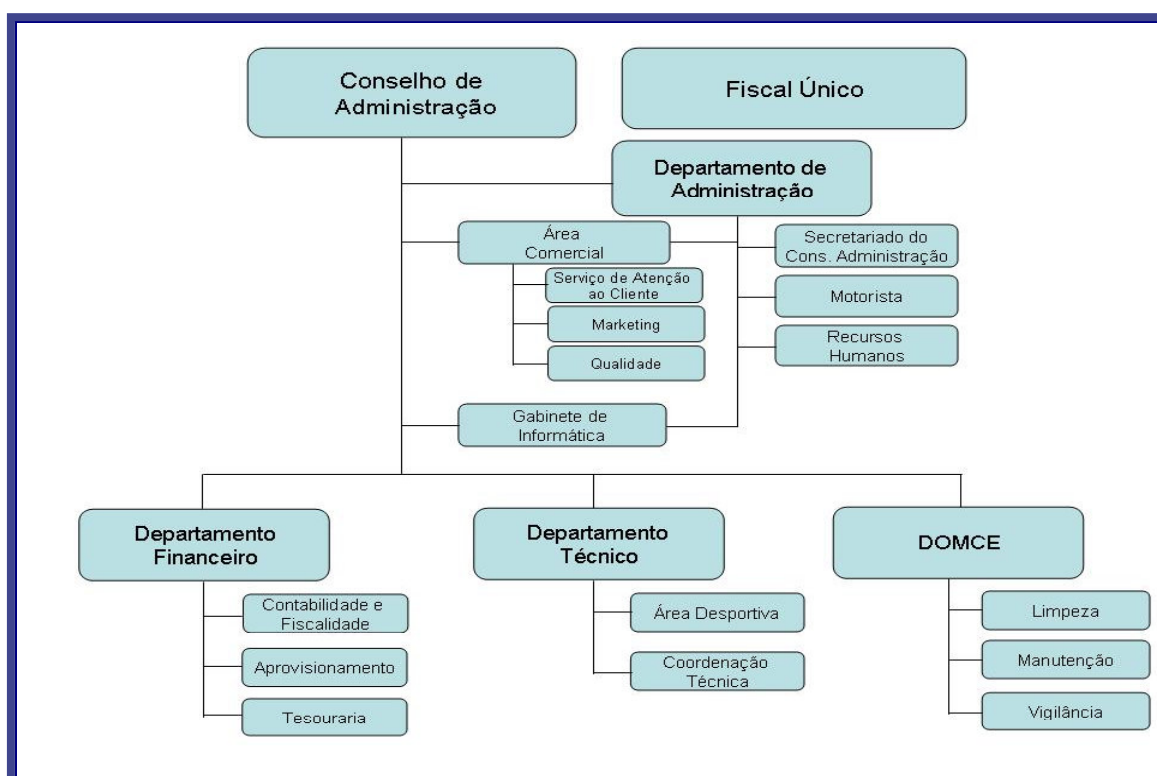 Conselho de
Administração
Fiscal Único
Departamento de
Administração
Área
Comercial
Secretariado do
Cons. Administração
Serviço de Atenção
ao Cliente
Motorista
Marketing
Recursos
Humanos
Qualidade
Gabinete de
Informática
Departamento
Financeiro
Departamento
Técnico
DOMCE
Contabilidade e
Fiscalidade
Área Desportiva
Limpeza
Aprovisionamento
Coordenação
Técnica
Manutenção
Tesouraria
Vigilância